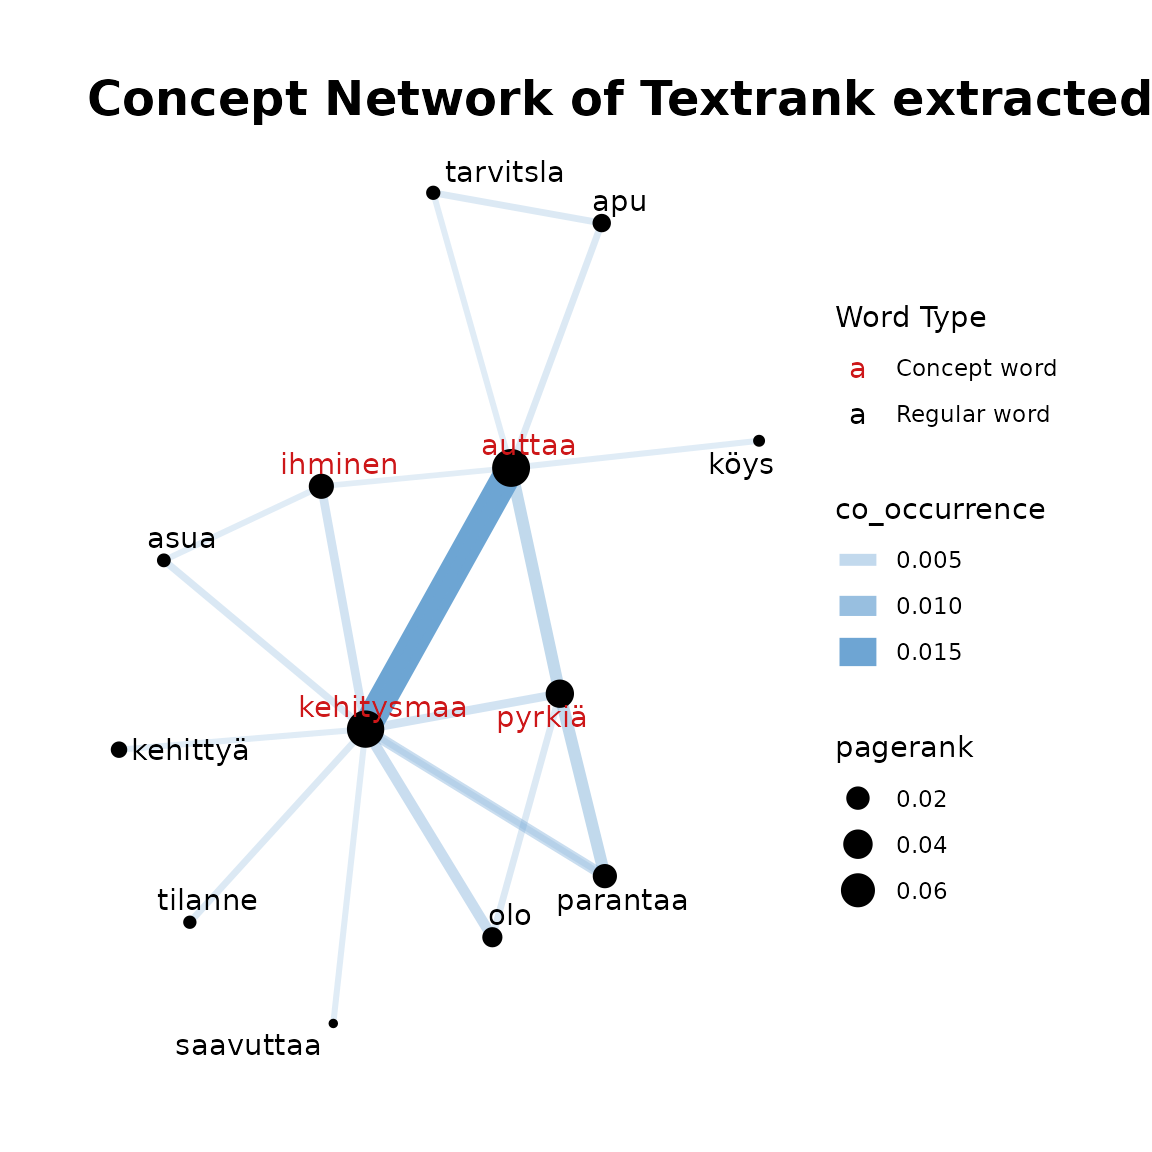 Concept Network of Textrank extracted
tarvitsla
apu
auttaa
ihminen
köys
asua
kehitysmaa
pyrkiä
kehittyä
tilanne
olo
parantaa
saavuttaa
Word Type
a Concept word
a Regular word
co_occurrence
0.005
0.010
0.015
pagerank
0.02
0.04
0.06